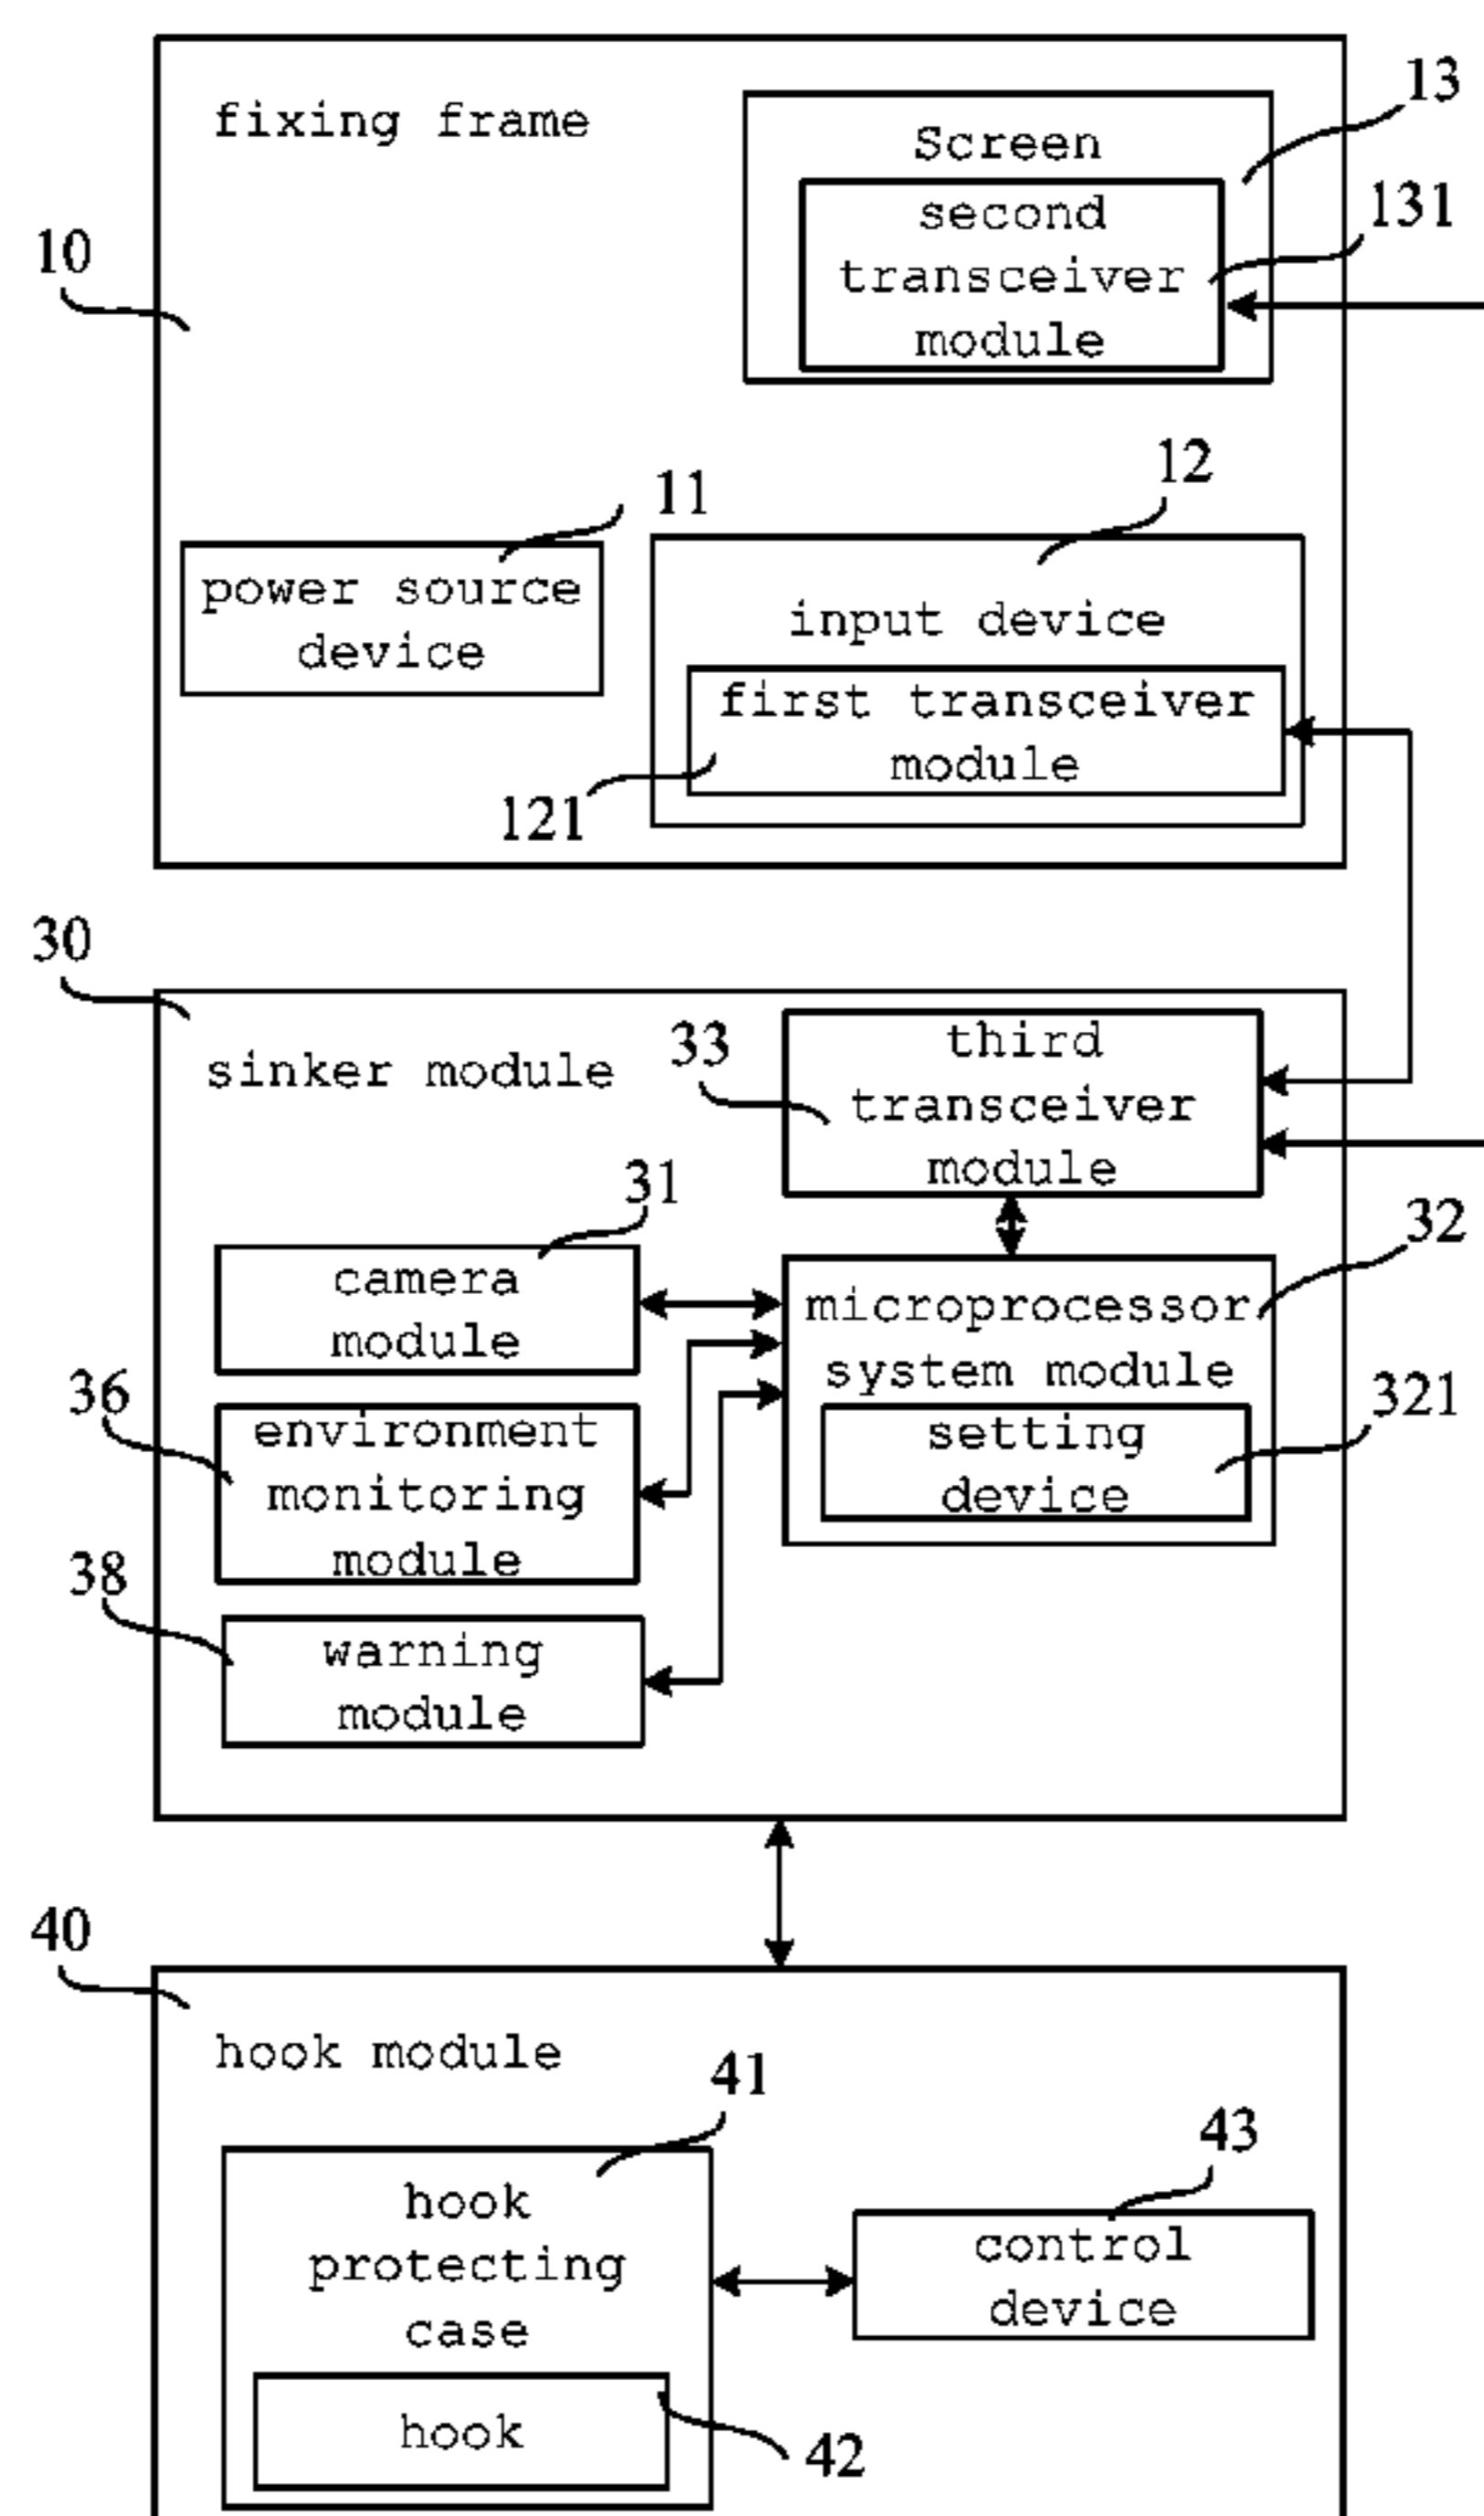 fixing frame
13
Screen
second
transceiver
module
131
10
11
12
power source
device
input device
first transceiver
module
121
30
sinker module
33
third
transceiver
module
31
camera
module
32
microprocessor
system module
36
environment
monitoring
module
321
setting
device
38
warning
module
40
hook module
41
43
hook
protecting
case
control
device
hook
42